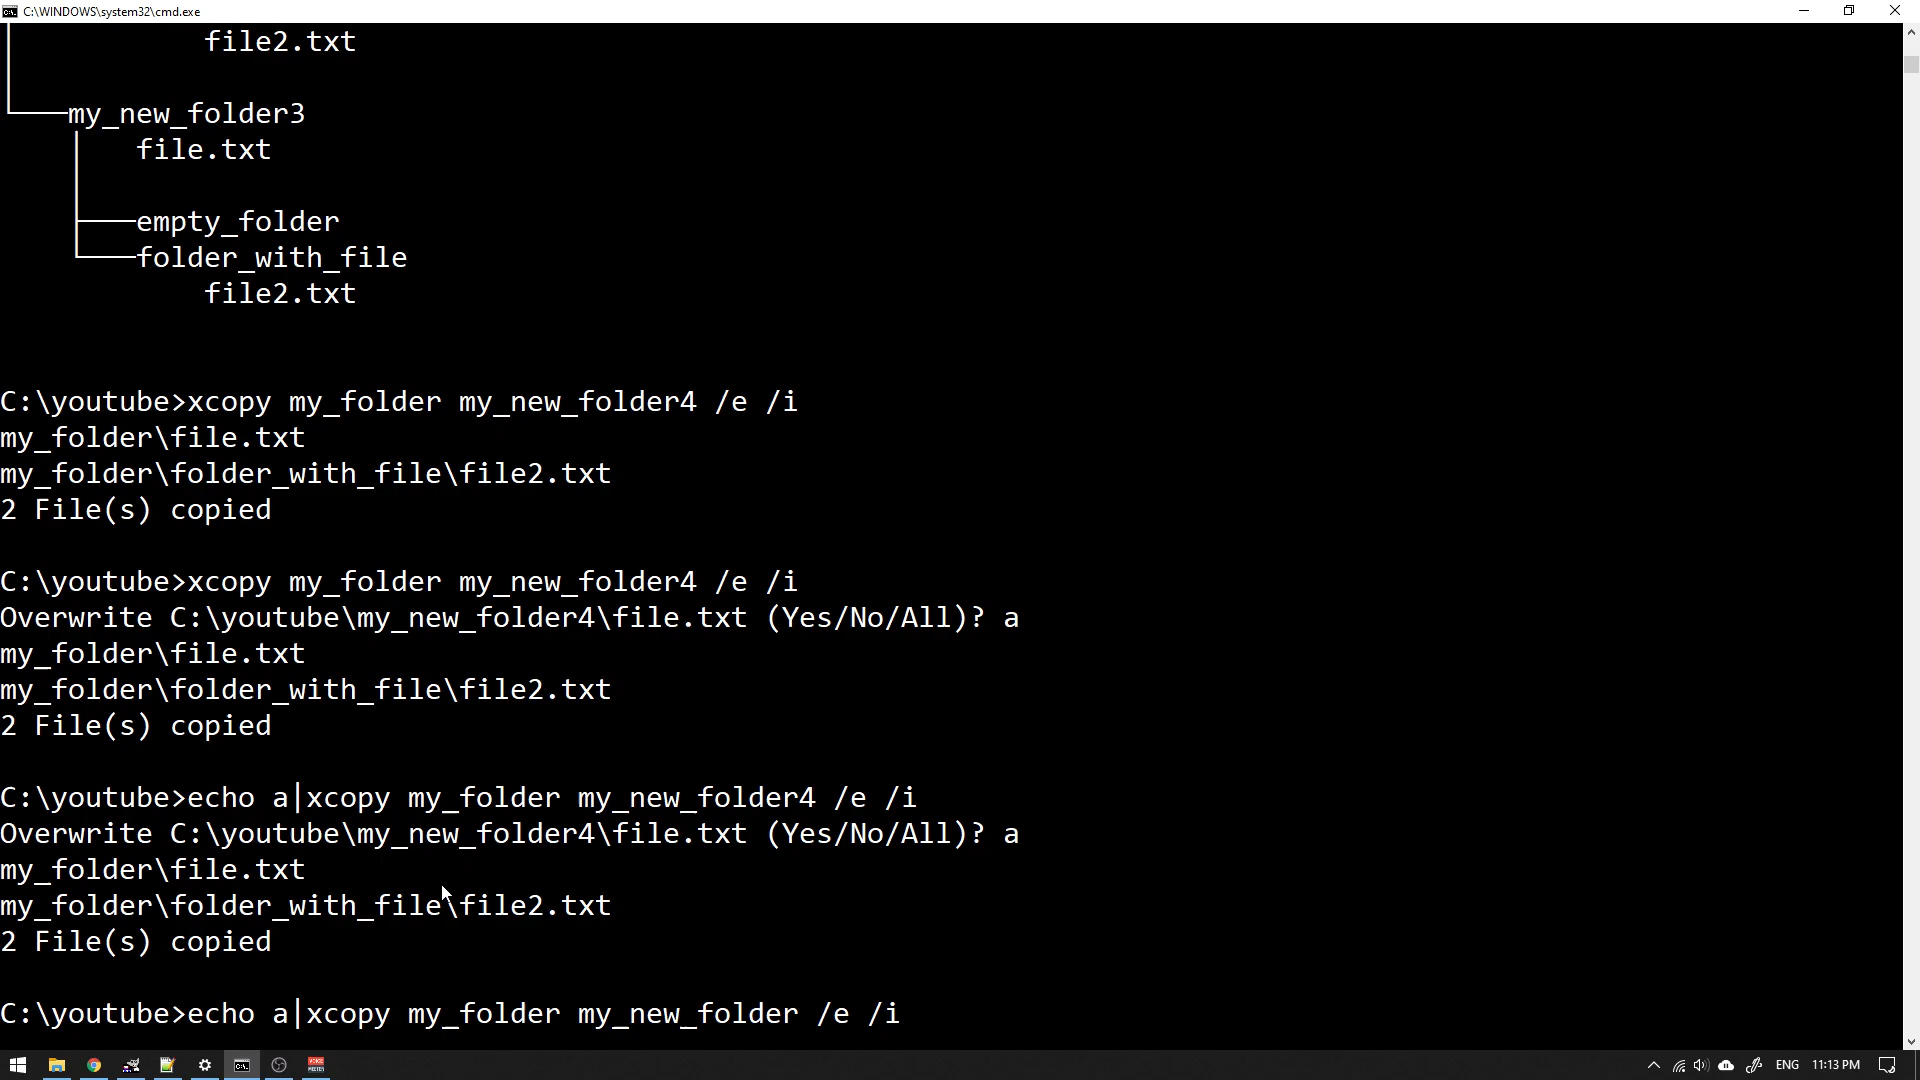 C:\WINDOWS\system32\cmd.exe
file2.txt
my_new_folder3
file.txt
empty_folder
folder_with_file
file2.txt
C:\youtube>xcopy my_folder my_new_folder4 /e /i
my_folder\file.txt
my_folder\folder_with_file\file2.txt
2 File(s) copied
C:\youtube>xcopy my_folder my_new_folder4 /e /i
Overwrite C:\youtube\my_new_folder4\file.txt (Yes/No/All)? a
my_folder\file.txt
my_folder\folder_with_file\file2.txt
2 File(s) copied
C:\youtube>echo a|xcopy my_folder my_new_folder4 /e /i
Overwrite C:\youtube\my_new_folder4\file.txt (Yes/No/All)? a
my_folder\file.txt
my_folder\folder_with_file\file2.txt
2 File(s) copied
C:\youtube>echo a|xcopy my_folder my_new_folder /e /i
ENG 11:13 PM